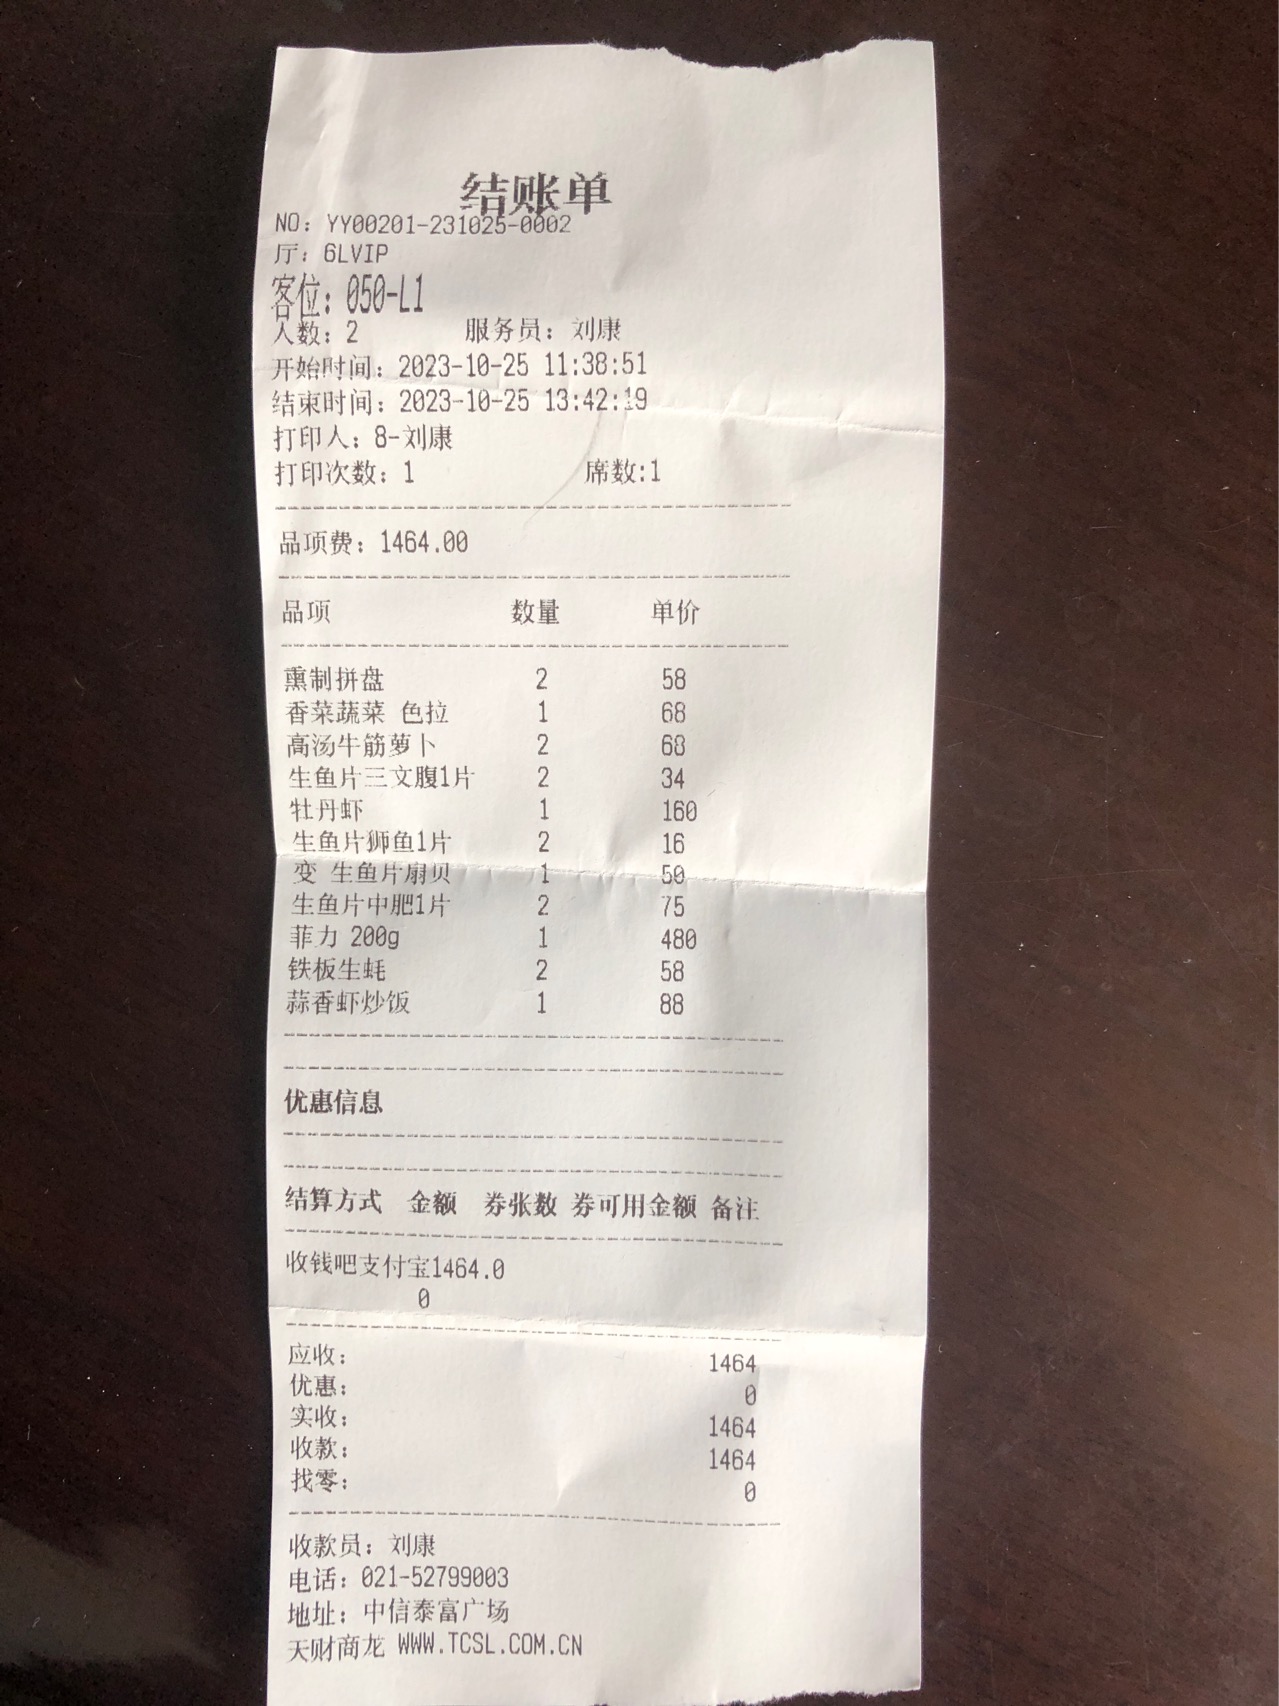 结账单
NO: YY00201-231025-0002
厅: 6LVIP
客位: 050-L1
人数: 2 服务员: 刘康
开始时间: 2023-10-25 11:38:51
结束时间: 2023-10-25 13:42:19
打印人: 8-刘康
打印次数: 1 席数:1
品项费: 1464.00
品项 数量 单价
熏制拼盘 2 58
香菜蔬菜 色拉 1 68
高汤牛筋萝卜 2 68
生鱼片三文腹1片 2 34
牡丹虾 1 160
生鱼片狮鱼1片 2 16
变 生鱼片扇贝 1 50
生鱼片中肥1片 2 75
菲力 200g 1 480
铁板生蚝 2 58
蒜香虾炒饭 1 88
优惠信息
结算方式 金额 券张数 券可用金额 备注
收钱吧支付宝1464.0
0
应收: 1464
优惠: 0
实收: 1464
收款: 1464
找零: 0
收款员: 刘康
电话: 021-52799003
地址: 中信泰富广场
天财商龙 WWW.TCSL.COM.CN